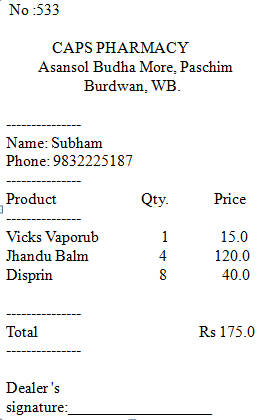 No :533
CAPS PHARMACY
Asansol Budha More, Paschim
Burdwan, WB.
---------------
Name: Subham
Phone: 9832225187
---------------
Product Qty. Price
---------------
Vicks Vaporub 1 15.0
Jhandu Balm 4 120.0
Disprin 8 40.0
---------------
Total Rs 175.0
---------------
Dealer's
signature:____________________